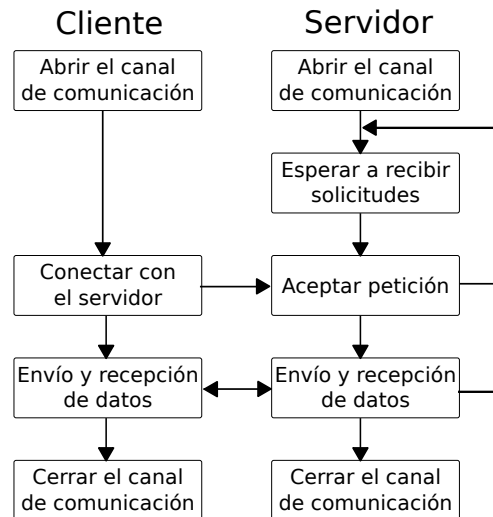 Cliente
Servidor
Abrir el canal
de comunicación
Abrir el canal
de comunicación
Esperar a recibir
solicitudes
Conectar con
el servidor
Aceptar petición
Envío y recepción
de datos
Envío y recepción
de datos
Cerrar el canal
de comunicación
Cerrar el canal
de comunicación